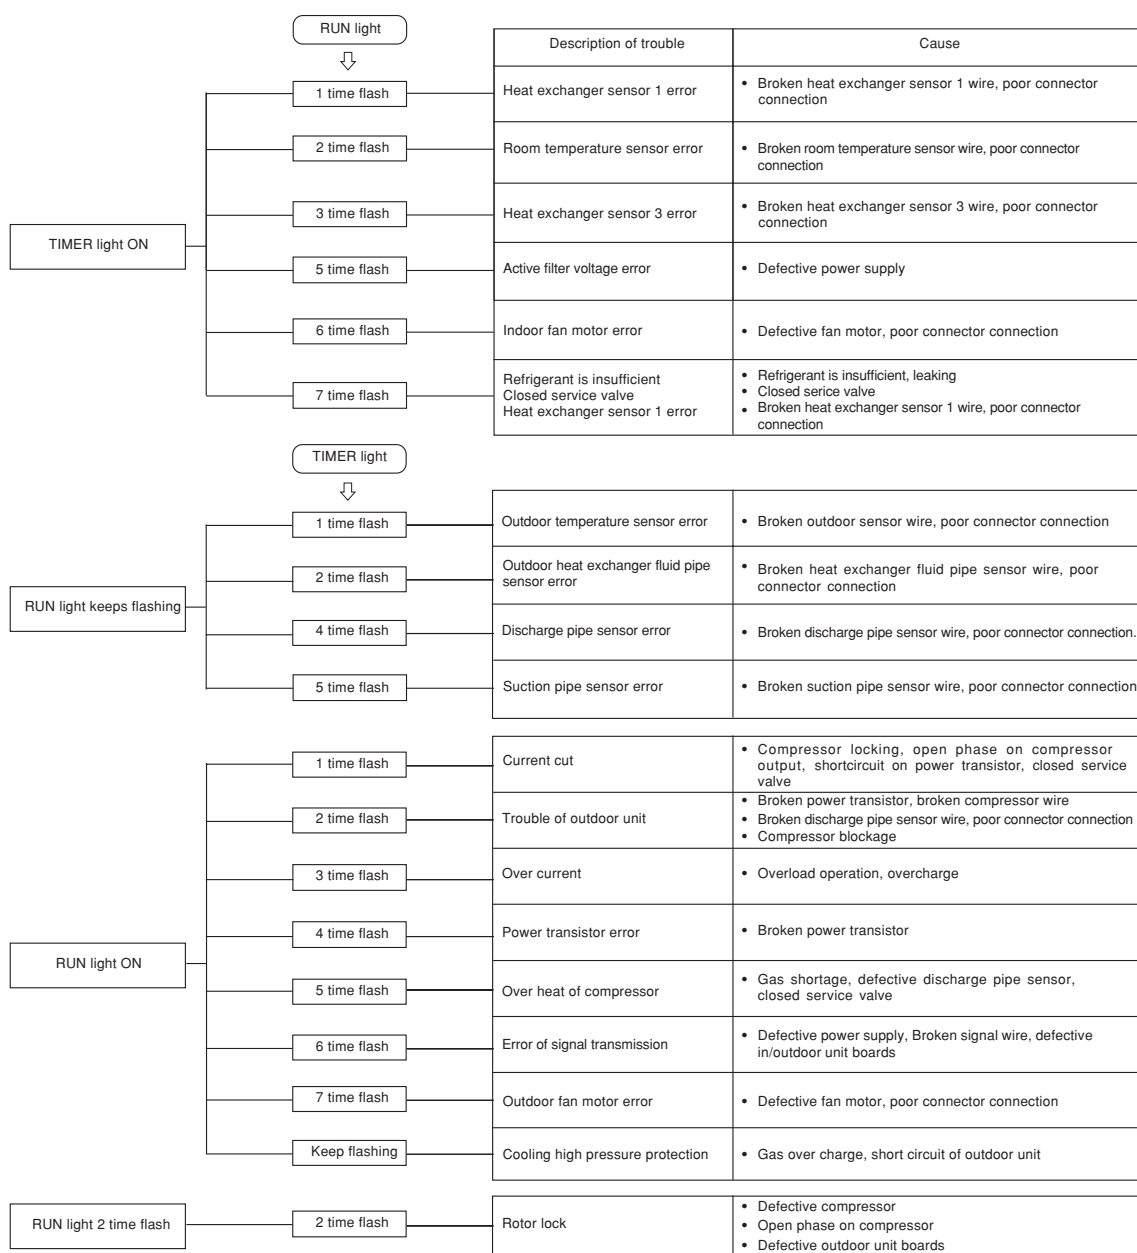 RUN light
Description of trouble
Cause
TIMER light ON
1 time flash
Heat exchanger sensor 1 error
• Broken heat exchanger sensor 1 wire, poor connector
connection
2 time flash
Room temperature sensor error
• Broken room temperature sensor wire, poor connector
connection
3 time flash
Heat exchanger sensor 3 error
• Broken heat exchanger sensor 3 wire, poor connector
connection
5 time flash
Active filter voltage error
• Defective power supply
6 time flash
Indoor fan motor error
• Defective fan motor, poor connector connection
7 time flash
Refrigerant is insufficient
Closed service valve
Heat exchanger sensor 1 error
• Refrigerant is insufficient, leaking
• Closed serice valve
• Broken heat exchanger sensor 1 wire, poor connector
connection
TIMER light
RUN light keeps flashing
1 time flash
Outdoor temperature sensor error
• Broken outdoor sensor wire, poor connector connection
2 time flash
Outdoor heat exchanger fluid pipe
sensor error
• Broken heat exchanger fluid pipe sensor wire, poor
connector connection
4 time flash
Discharge pipe sensor error
• Broken discharge pipe sensor wire, poor connector connection.
5 time flash
Suction pipe sensor error
• Broken suction pipe sensor wire, poor connector connection
RUN light ON
1 time flash
Current cut
• Compressor locking, open phase on compressor
output, shortcircuit on power transistor, closed service
valve
2 time flash
Trouble of outdoor unit
• Broken power transistor, broken compressor wire
• Broken discharge pipe sensor wire, poor connector connection
• Compressor blockage
3 time flash
Over current
• Overload operation, overcharge
4 time flash
Power transistor error
• Broken power transistor
5 time flash
Over heat of compressor
• Gas shortage, defective discharge pipe sensor,
closed service valve
6 time flash
Error of signal transmission
• Defective power supply, Broken signal wire, defective
in/outdoor unit boards
7 time flash
Outdoor fan motor error
• Defective fan motor, poor connector connection
Keep flashing
Cooling high pressure protection
• Gas over charge, short circuit of outdoor unit
RUN light 2 time flash
2 time flash
Rotor lock
• Defective compressor
• Open phase on compressor
• Defective outdoor unit boards